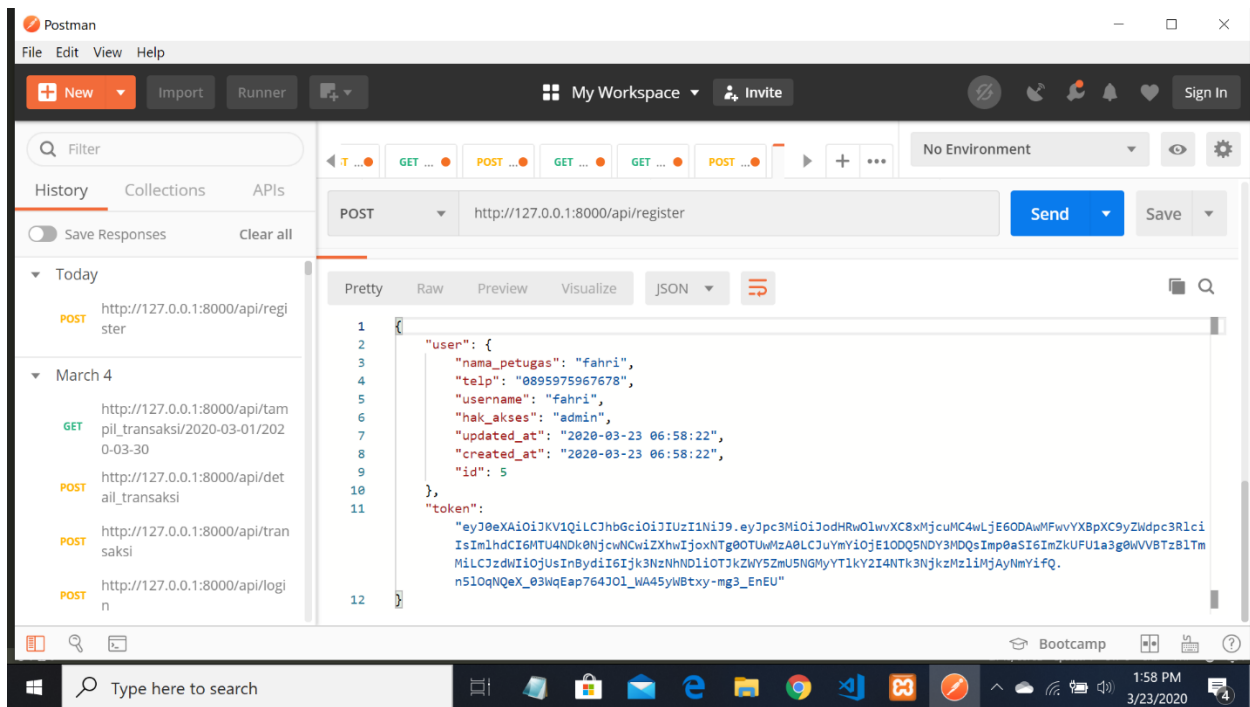 Postman
File Edit View Help
New Import Runner My Workspace Invite Sign In
Filter
History Collections APIs
Save Responses Clear all
Today
POST http://127.0.0.1:8000/api/regi
ster
March 4
GET http://127.0.0.1:8000/api/tam
pil_transaksi/2020-03-01/202
0-03-30
POST http://127.0.0.1:8000/api/det
ail_transaksi
POST http://127.0.0.1:8000/api/tran
saksi
POST http://127.0.0.1:8000/api/logi
n
T ... GET ... POST ... GET ... GET ... POST ...
No Environment
POST http://127.0.0.1:8000/api/register Send Save
Pretty Raw Preview Visualize JSON
1 {
2 "user": {
3 "nama_petugas": "fahri",
4 "telp": "0895975967678",
5 "username": "fahri",
6 "hak_akses": "admin",
7 "updated_at": "2020-03-23 06:58:22",
8 "created_at": "2020-03-23 06:58:22",
9 "id": 5
10 },
11 "token":
12 }
Bootcamp
Type here to search
1:58 PM
3/23/2020
4